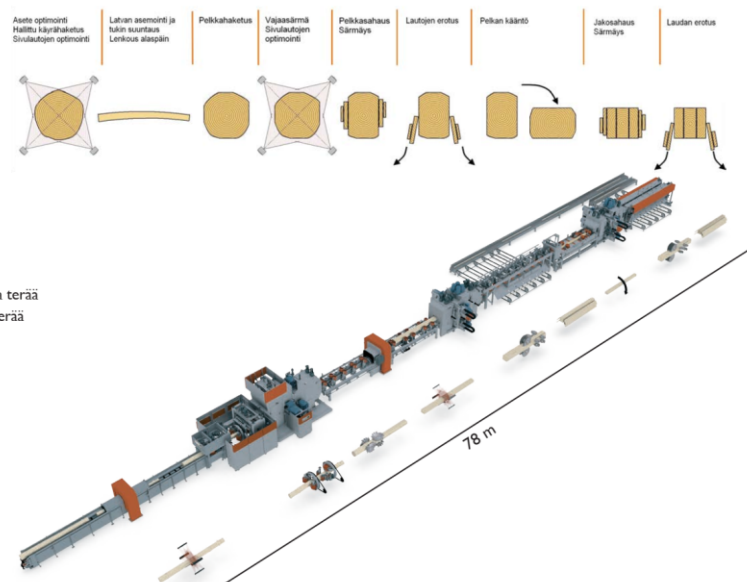 Asete optimointi
Hallittu käyrähaketus
Sivulautojen optimointi
Latvan asemointi ja
tukin suuntaus
Lenkous alaspäin
Pelkkahaketus
Vajaasärmä
Sivulautojen
optimointi
Pelkkasahaus
Särmäys
Lautojen erotus
Pelkan kääntö
Jakosahaus
Särmäys
Laudan erotus
terää
erää
78 m